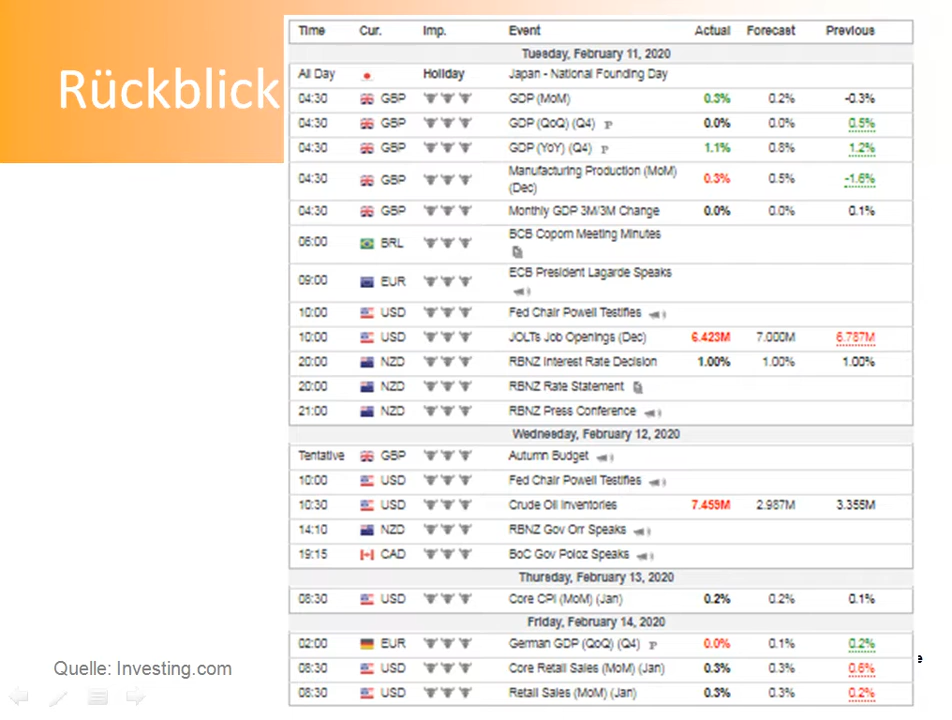 Rückblick
Time Cur. Imp. Event Actual Forecast Previous
Tuesday, February 11, 2020
All Day Holiday Japan - National Founding Day
04:30 GBP GDP (MoM) 0.3% 0.2% -0.3%
04:30 GBP GDP (QoQ) (Q4) P 0.0% 0.0% 0.5%
04:30 GBP GDP (YoY) (Q4) P 1.1% 0.8% 1.2%
04:30 GBP Manufacturing Production (MoM) 0.3% 0.5% -1.6%
(Dec)
04:30 GBP Monthly GDP 3M/3M Change 0.0% 0.0% 0.1%
06:00 BRL BCB Copom Meeting Minutes
09:00 EUR ECB President Lagarde Speaks
10:00 USD Fed Chair Powell Testifies
10:00 USD JOLTs Job Openings (Dec) 6.423M 7.000M 6.787M
20:00 NZD RBNZ Interest Rate Decision 1.00% 1.00% 1.00%
20:00 NZD RBNZ Rate Statement
21:00 NZD RBNZ Press Conference
Wednesday, February 12, 2020
Tentative GBP Autumn Budget
10:00 USD Fed Chair Powell Testifies
10:30 USD Crude Oil Inventories 7.459M 2.987M 3.355M
14:10 NZD RBNZ Gov Orr Speaks
19:15 CAD BoC Gov Poloz Speaks
Thursday, February 13, 2020
08:30 USD Core CPI (MoM) (Jan) 0.2% 0.2% 0.1%
Friday, February 14, 2020
02:00 EUR German GDP (QoQ) (Q4) P 0.0% 0.1% 0.2%
08:30 USD Core Retail Sales (MoM) (Jan) 0.3% 0.3% 0.6%
08:30 USD Retail Sales (MoM) (Jan) 0.3% 0.3% 0.2%
Quelle: Investing.com
e